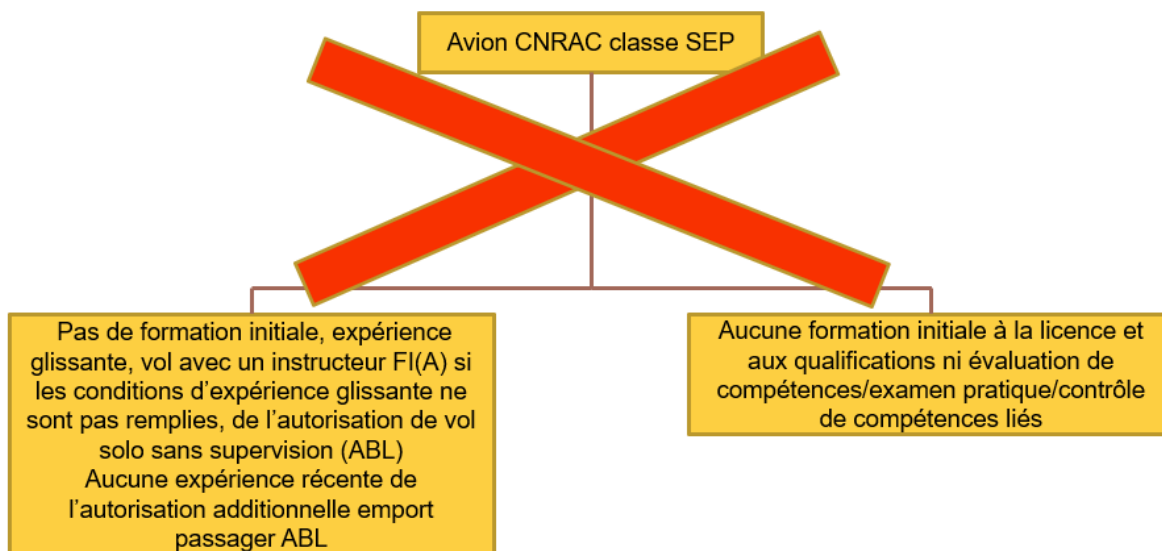 Avion CNRAC classe SEP
Pas de formation initiale, expérience
glissante, vol avec un instructeur FI(A) si
les conditions d'expérience glissante ne
sont pas remplies, de l'autorisation de vol
solo sans supervision (ABL)
Aucune expérience récente de
l'autorisation additionnelle emport
passager ABL
Aucune formation initiale à la licence et
aux qualifications ni évaluation de
compétences/examen pratique/contrôle
de compétences liés